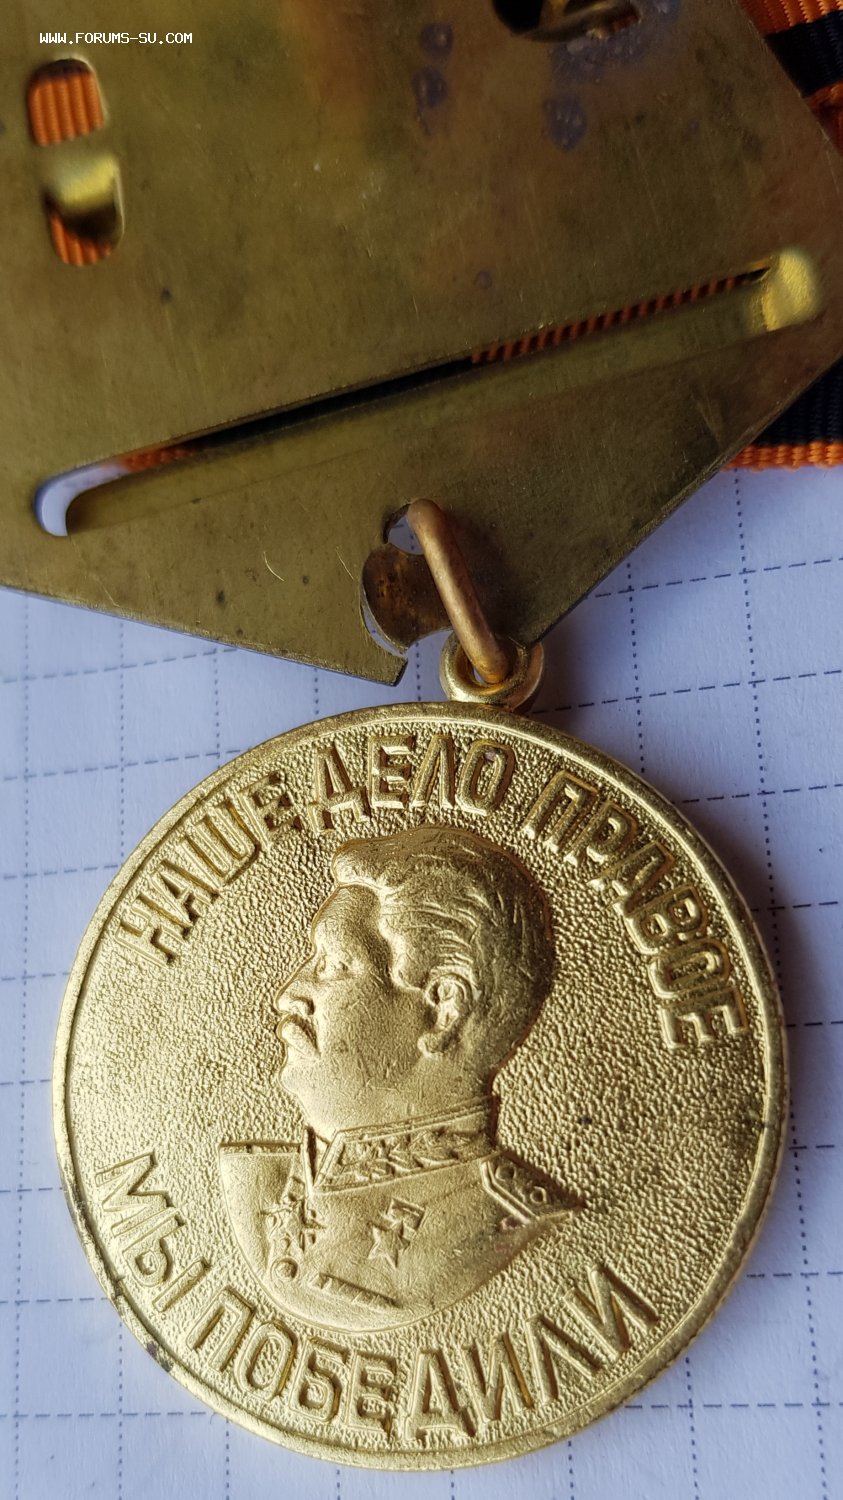 WWW.FORUMS-SU.COM
НАШЕ ДЕЛО ПРАВОЕ
МЫ ПОБЕДИЛИ